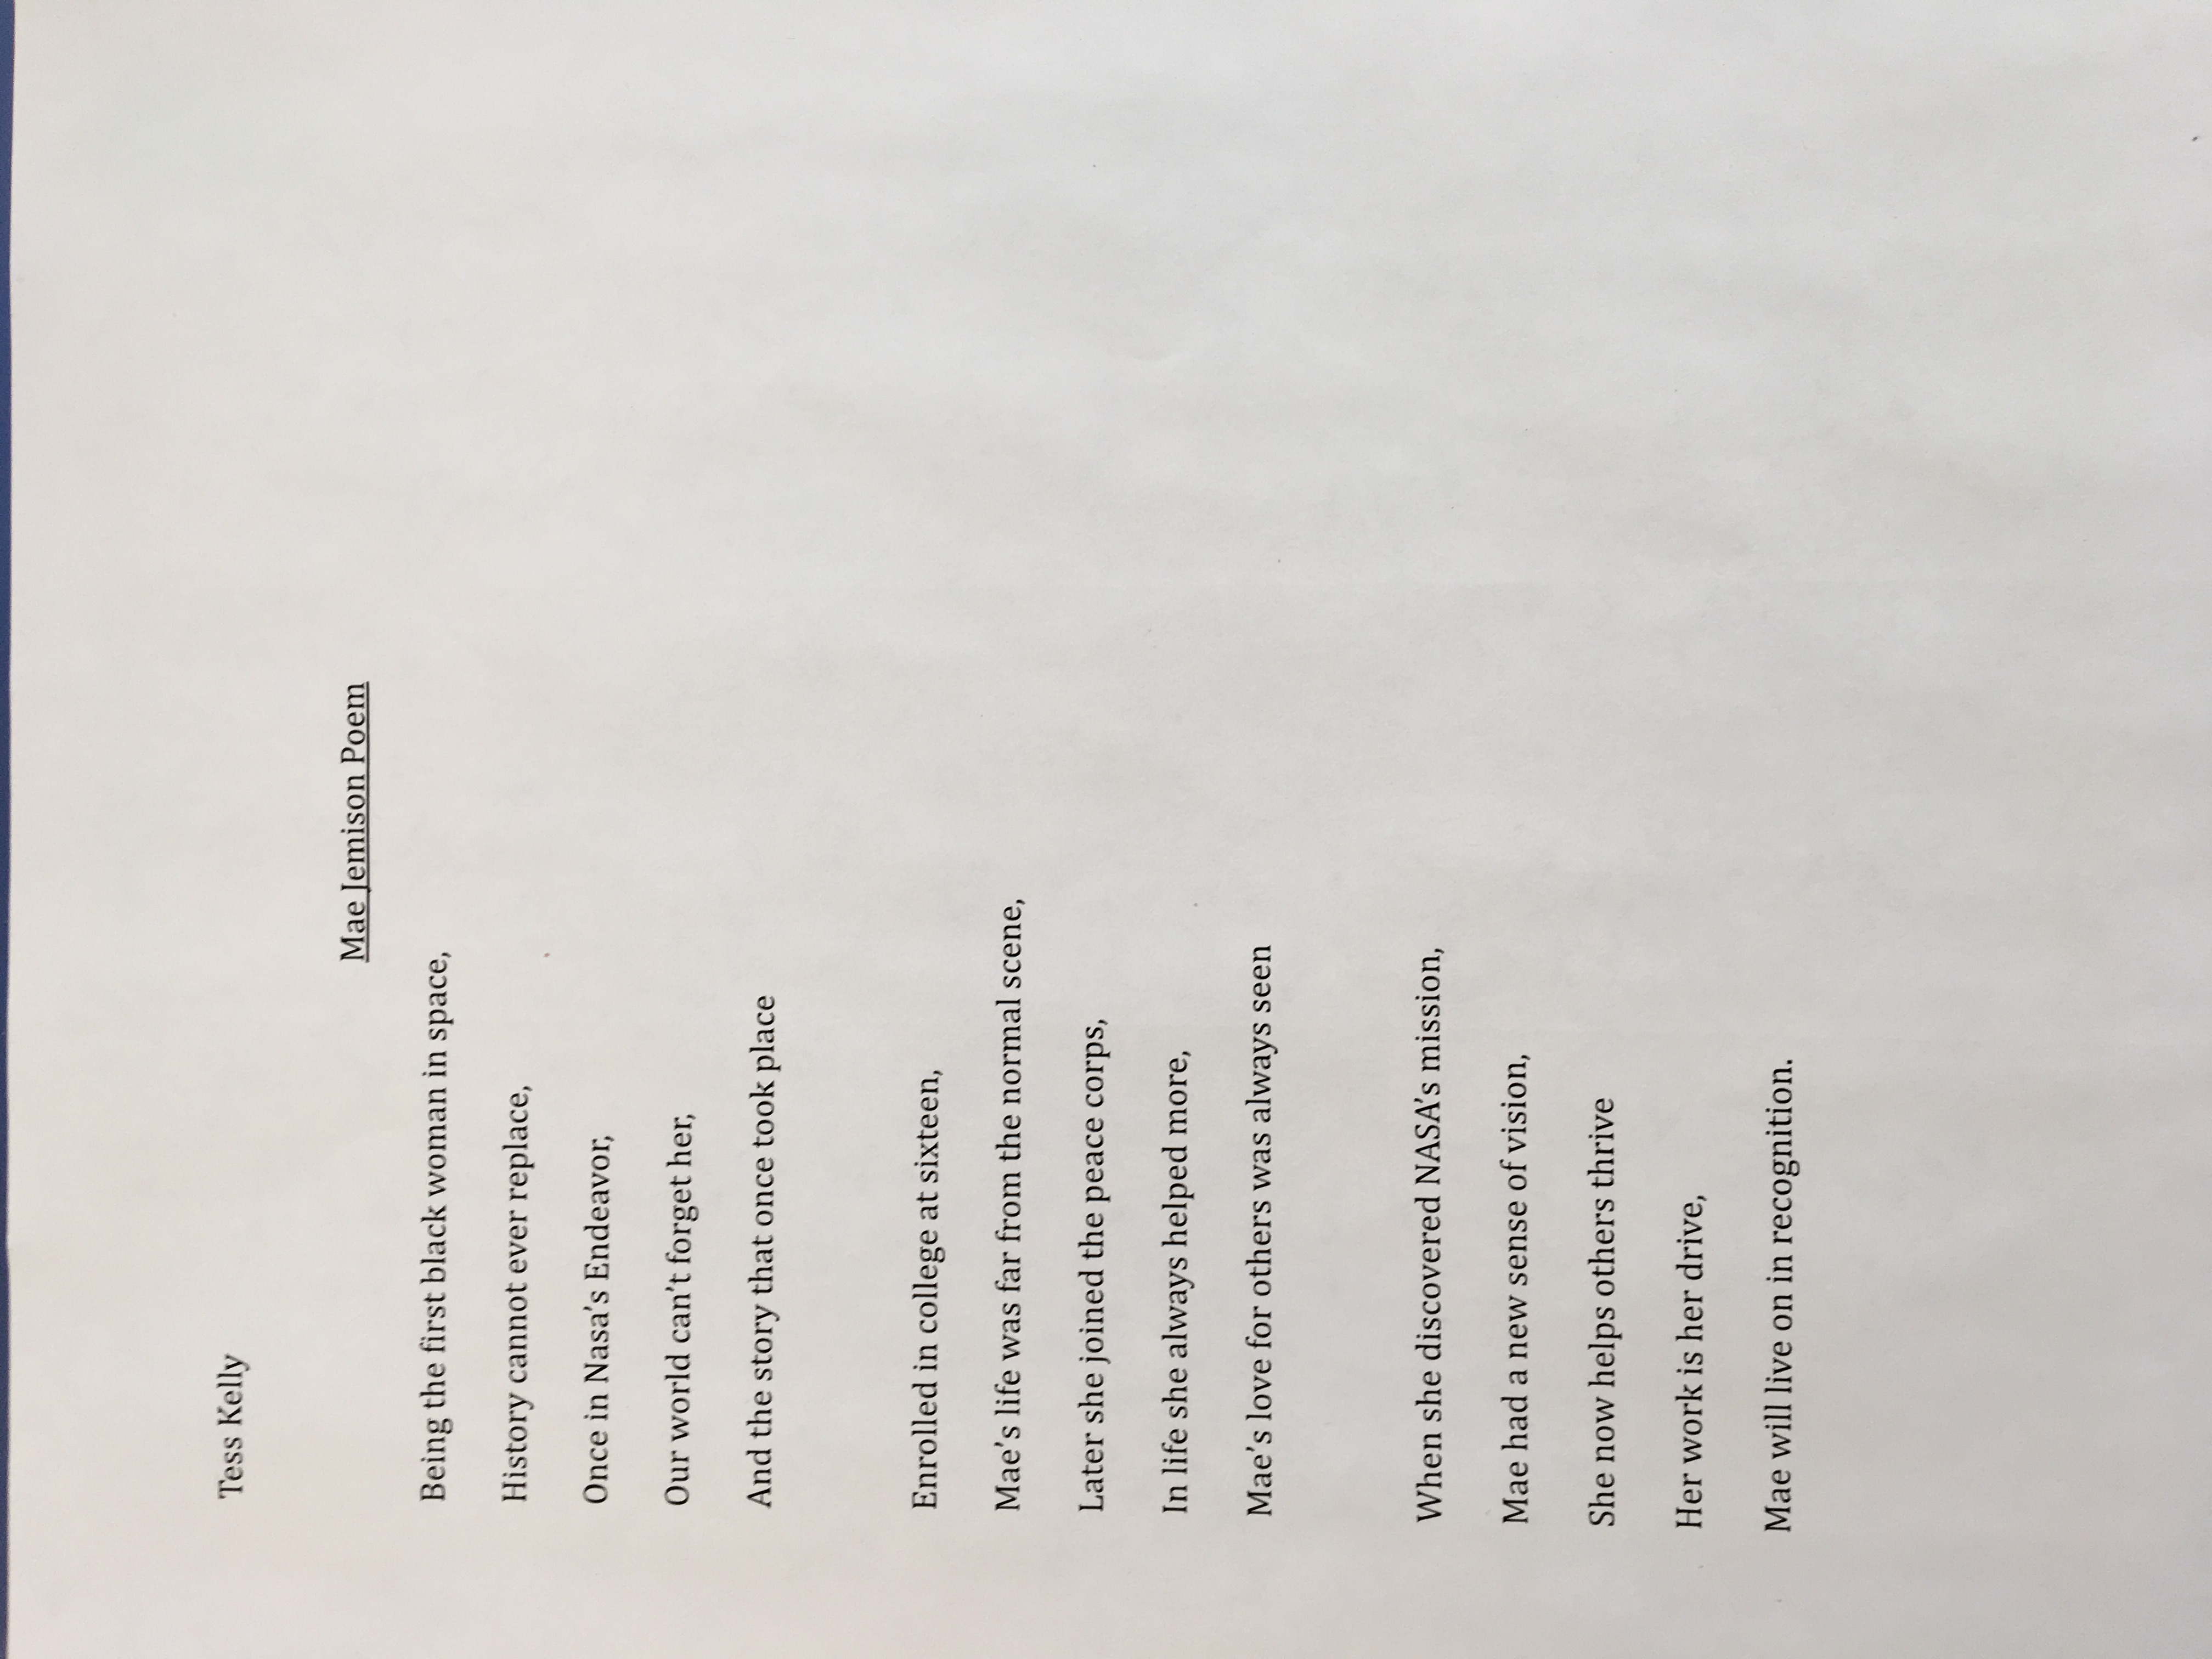 Tess Kelly
Mae Jemison Poem
Being the first black woman in space,
History cannot ever replace,
Once in Nasa’s Endeavor,
Our world can’t forget her,
And the story that once took place
Enrolled in college at sixteen,
Mae’s life was far from the normal scene,
Later she joined the peace corps,
In life she always helped more,
Mae’s love for others was always seen
When she discovered NASA’s mission,
Mae had a new sense of vision,
She now helps others thrive
Her work is her drive,
Mae will live on in recognition.